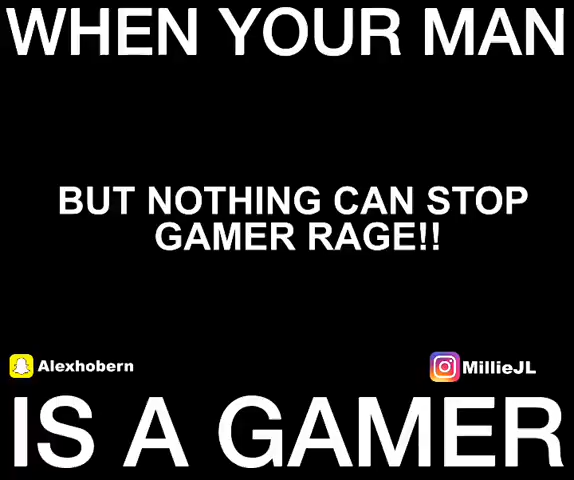 WHEN YOUR MAN
BUT NOTHING CAN STOP
GAMER RAGE!!
Alexhobern
MillieJL
IS A GAMER